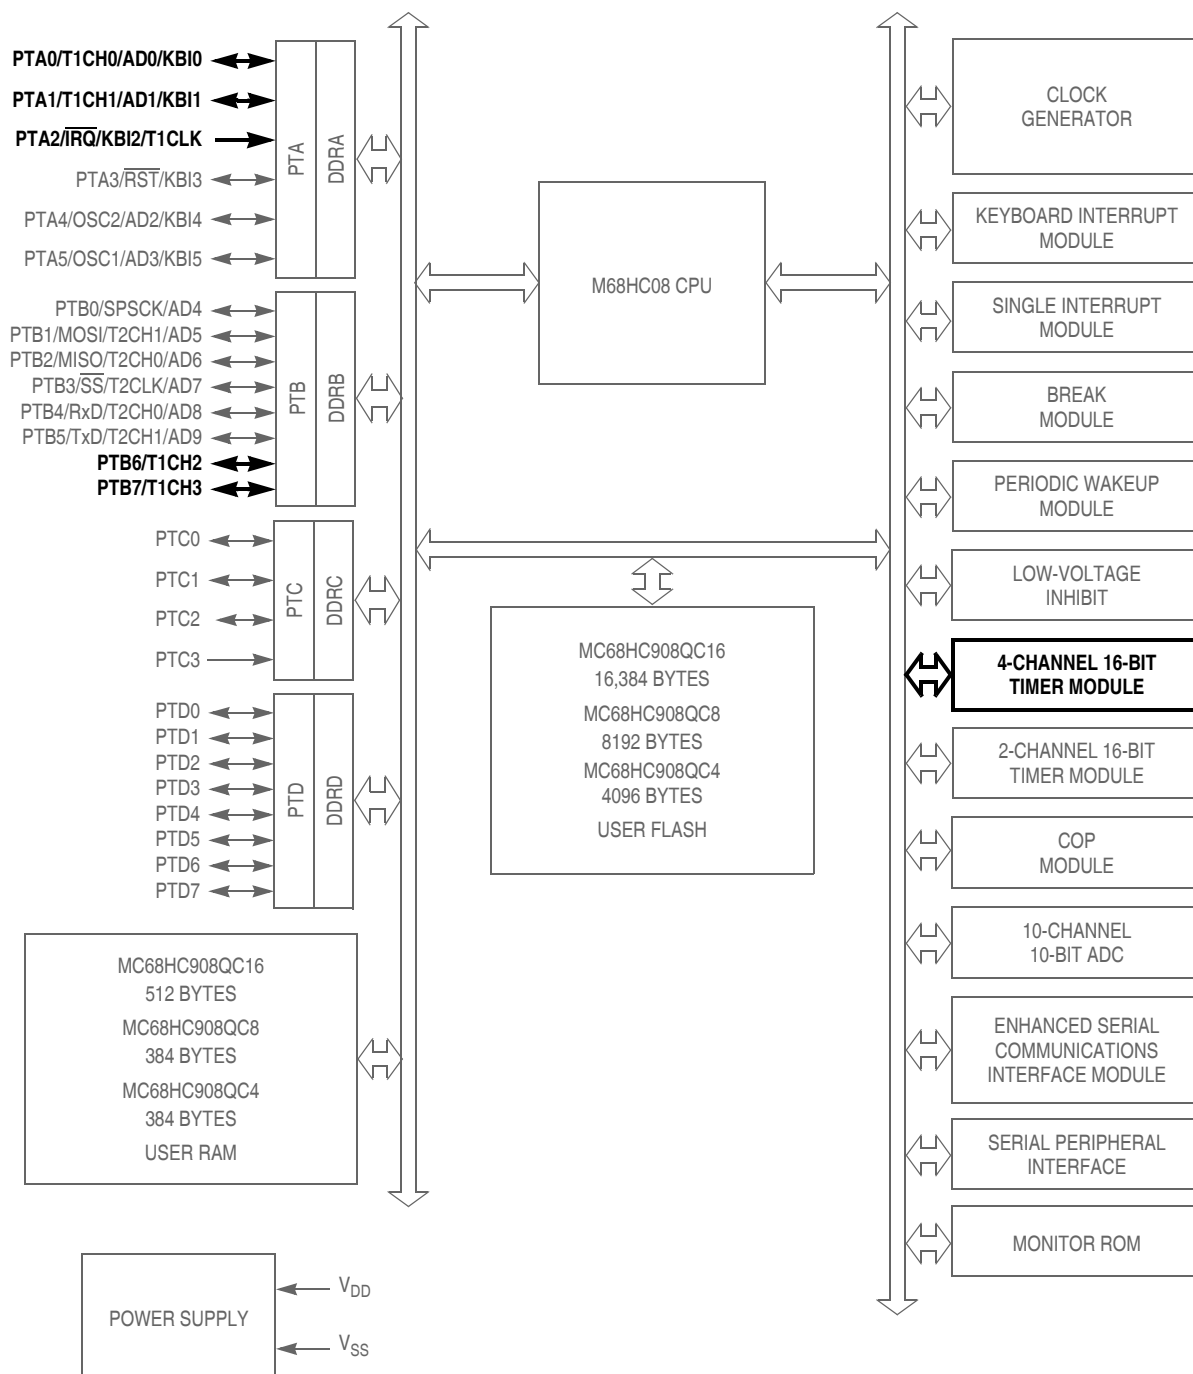 PTA0/T1CH0/AD0/KBI0
PTA1/T1CH1/AD1/KBI1
PTA2/IRQ/KBI2/T1CLK
PTA3/RST/KBI3
PTA4/OSC2/AD2/KBI4
PTA5/OSC1/AD3/KBI5
PTA
DDRA
PTB0/SPSCK/AD4
PTB1/MOSI/T2CH1/AD5
PTB2/MISO/T2CH0/AD6
PTB3/SS/T2CLK/AD7
PTB4/RxD/T2CH0/AD8
PTB5/TxD/T2CH1/AD9
PTB6/T1CH2
PTB7/T1CH3
PTB
DDRB
PTC0
PTC1
PTC2
PTC3
PTC
DDRC
PTD0
PTD1
PTD2
PTD3
PTD4
PTD5
PTD6
PTD7
PTD
DDRD
MC68HC908QC16
512 BYTES
MC68HC908QC8
384 BYTES
MC68HC908QC4
384 BYTES
USER RAM
POWER SUPPLY
VDD
VSS
M68HC08 CPU
MC68HC908QC16
16,384 BYTES
MC68HC908QC8
8192 BYTES
MC68HC908QC4
4096 BYTES
USER FLASH
CLOCK
GENERATOR
KEYBOARD INTERRUPT
MODULE
SINGLE INTERRUPT
MODULE
BREAK
MODULE
PERIODIC WAKEUP
MODULE
LOW-VOLTAGE
INHIBIT
4-CHANNEL 16-BIT
TIMER MODULE
2-CHANNEL 16-BIT
TIMER MODULE
COP
MODULE
10-CHANNEL
10-BIT ADC
ENHANCED SERIAL
COMMUNICATIONS
INTERFACE MODULE
SERIAL PERIPHERAL
INTERFACE
MONITOR ROM